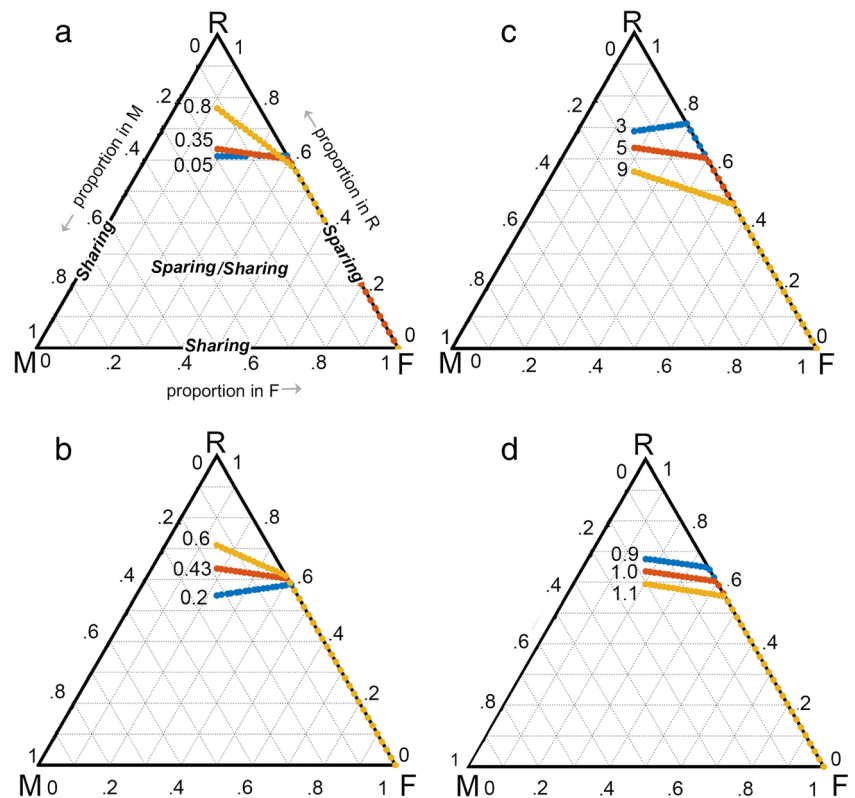 a
R
0 1
.2 .8
0.8
0.35
0.05
.4 .6
← proportion in M
← proportion in R
.6 .4
Sharing
Sparing
Sparing/Sharing
.8 .2
1 0
Sharing
M 0 .2 .4 .6 .8 1 F
proportion in F→
c
R
0 1
.2 .8
3
5
9
.4 .6
.6 .4
.8 .2
1 0
M 0 .2 .4 .6 .8 1 F
b
R
0 1
.2 .8
0.6
0.43
0.2
.4 .6
.6 .4
.8 .2
1 0
M 0 .2 .4 .6 .8 1 F
d
R
0 1
.2 .8
0.9
1.0
1.1
.4 .6
.6 .4
.8 .2
1 0
M 0 .2 .4 .6 .8 1 F